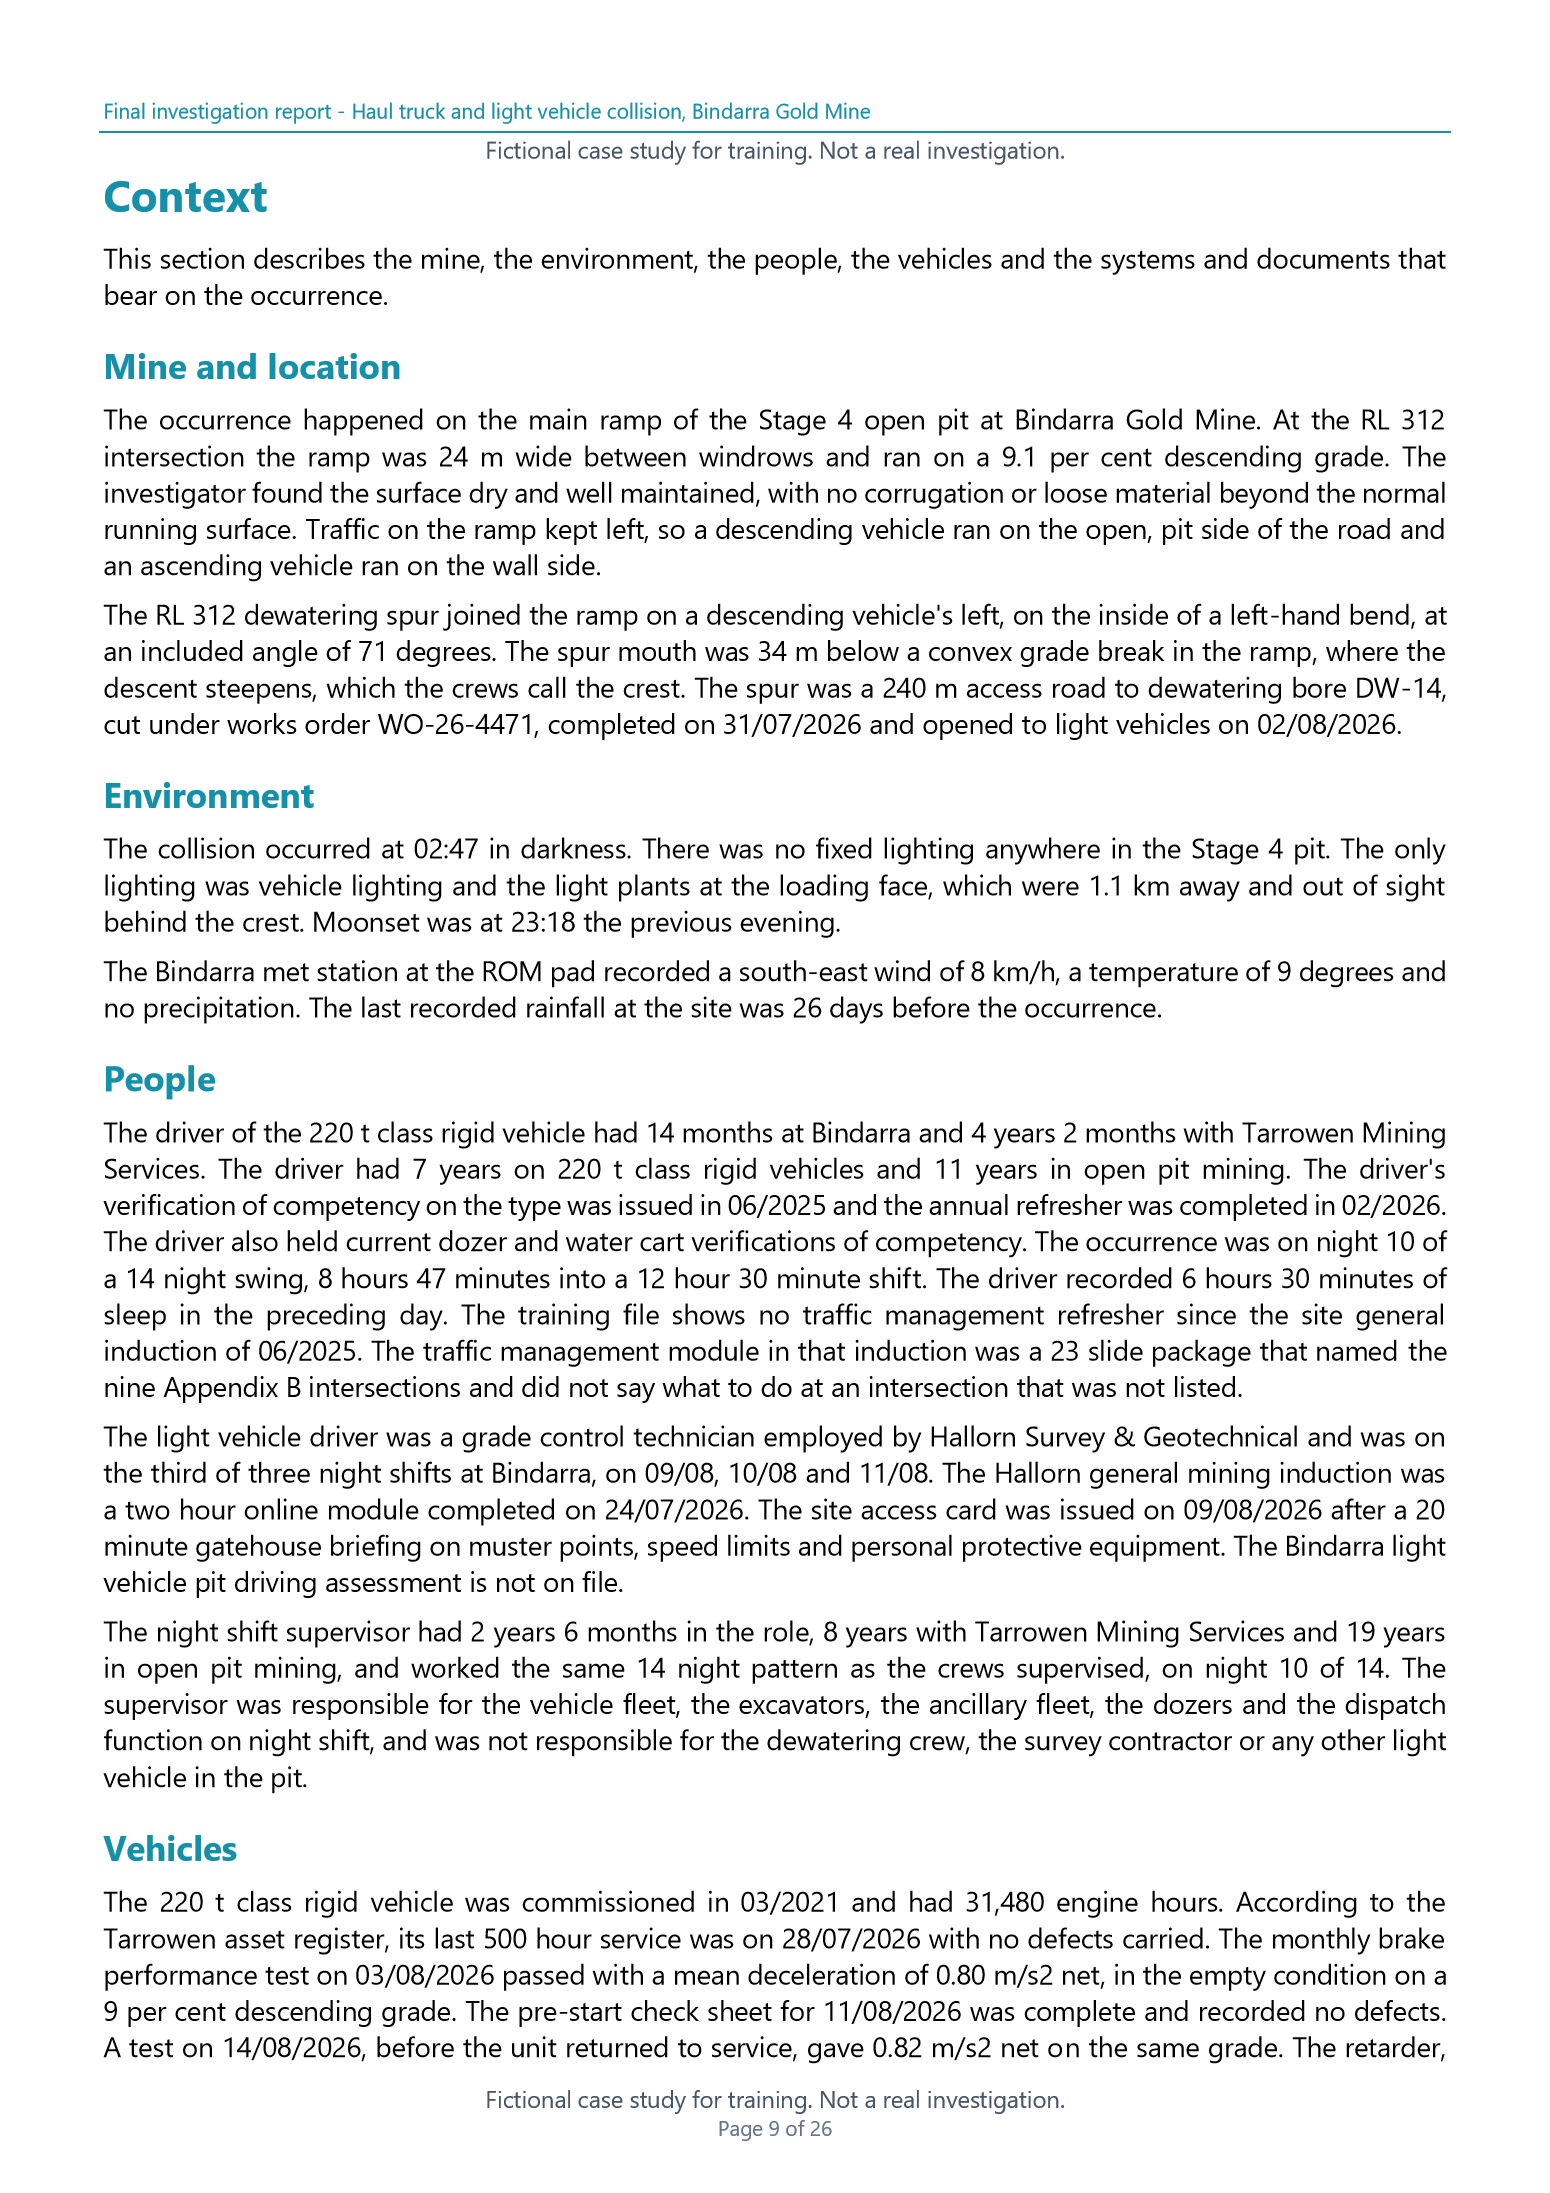 Final investigation report - Haul truck and light vehicle collision, Bindarra Gold Mine
Fictional case study for training. Not a real investigation.
Context
This section describes the mine, the environment, the people, the vehicles and the systems and documents that
bear on the occurrence.
Mine and location
The occurrence happened on the main ramp of the Stage 4 open pit at Bindarra Gold Mine. At the RL 312
intersection the ramp was 24 m wide between windrows and ran on a 9.1 per cent descending grade. The
investigator found the surface dry and well maintained, with no corrugation or loose material beyond the normal
running surface. Traffic on the ramp kept left, so a descending vehicle ran on the open, pit side of the road and
an ascending vehicle ran on the wall side.
The RL 312 dewatering spur joined the ramp on a descending vehicle's left, on the inside of a left-hand bend, at
an included angle of 71 degrees. The spur mouth was 34 m below a convex grade break in the ramp, where the
descent steepens, which the crews call the crest. The spur was a 240 m access road to dewatering bore DW-14,
cut under works order WO-26-4471, completed on 31/07/2026 and opened to light vehicles on 02/08/2026.
Environment
The collision occurred at 02:47 in darkness. There was no fixed lighting anywhere in the Stage 4 pit. The only
lighting was vehicle lighting and the light plants at the loading face, which were 1.1 km away and out of sight
behind the crest. Moonset was at 23:18 the previous evening.
The Bindarra met station at the ROM pad recorded a south-east wind of 8 km/h, a temperature of 9 degrees and
no precipitation. The last recorded rainfall at the site was 26 days before the occurrence.
People
The driver of the 220 t class rigid vehicle had 14 months at Bindarra and 4 years 2 months with Tarrowen Mining
Services. The driver had 7 years on 220 t class rigid vehicles and 11 years in open pit mining. The driver's
verification of competency on the type was issued in 06/2025 and the annual refresher was completed in 02/2026.
The driver also held current dozer and water cart verifications of competency. The occurrence was on night 10 of
a 14 night swing, 8 hours 47 minutes into a 12 hour 30 minute shift. The driver recorded 6 hours 30 minutes of
sleep in the preceding day. The training file shows no traffic management refresher since the site general
induction of 06/2025. The traffic management module in that induction was a 23 slide package that named the
nine Appendix B intersections and did not say what to do at an intersection that was not listed.
The light vehicle driver was a grade control technician employed by Hallorn Survey & Geotechnical and was on
the third of three night shifts at Bindarra, on 09/08, 10/08 and 11/08. The Hallorn general mining induction was
a two hour online module completed on 24/07/2026. The site access card was issued on 09/08/2026 after a 20
minute gatehouse briefing on muster points, speed limits and personal protective equipment. The Bindarra light
vehicle pit driving assessment is not on file.
The night shift supervisor had 2 years 6 months in the role, 8 years with Tarrowen Mining Services and 19 years
in open pit mining, and worked the same 14 night pattern as the crews supervised, on night 10 of 14. The
supervisor was responsible for the vehicle fleet, the excavators, the ancillary fleet, the dozers and the dispatch
function on night shift, and was not responsible for the dewatering crew, the survey contractor or any other light
vehicle in the pit.
Vehicles
The 220 t class rigid vehicle was commissioned in 03/2021 and had 31,480 engine hours. According to the
Tarrowen asset register, its last 500 hour service was on 28/07/2026 with no defects carried. The monthly brake
performance test on 03/08/2026 passed with a mean deceleration of 0.80 m/s2 net, in the empty condition on a
9 per cent descending grade. The pre-start check sheet for 11/08/2026 was complete and recorded no defects.
A test on 14/08/2026, before the unit returned to service, gave 0.82 m/s2 net on the same grade. The retarder,
Fictional case study for training. Not a real investigation.
Page 9 of 26